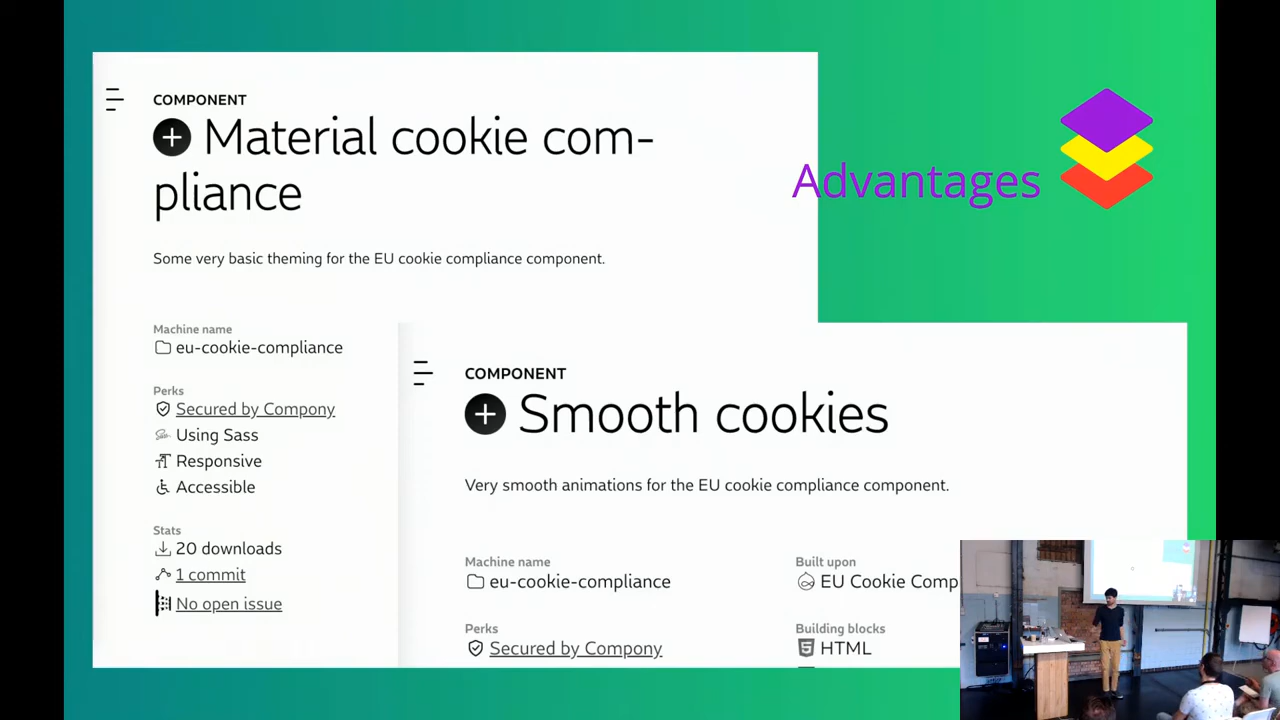 COMPONENT
Material cookie com-
pliance
Some very basic theming for the EU cookie compliance component.
Machine name
eu-cookie-compliance
Perks
Secured by Compony
Using Sass
Responsive
Accessible
Stats
20 downloads
1 commit
No open issue
Advantages
COMPONENT
Smooth cookies
Very smooth animations for the EU cookie compliance component.
Machine name
eu-cookie-compliance
Built upon
EU Cookie Comp
Perks
Secured by Compony
Building blocks
HTML